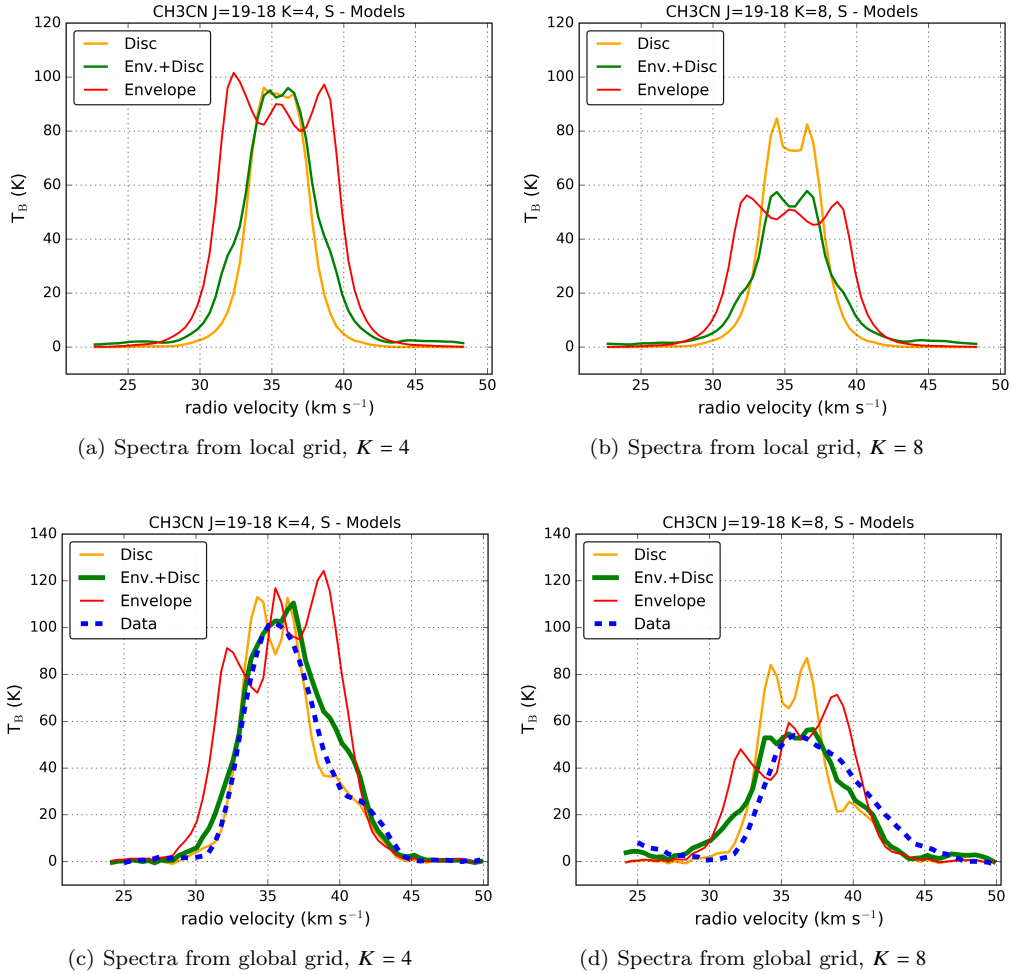 CH3CN J=19-18 K=4, S - Models
120
100
80
60
40
20
0
T_B (K)
Disc
Env.+Disc
Envelope
25 30 35 40 45 50
radio velocity (km s⁻¹)
(a) Spectra from local grid, K = 4
CH3CN J=19-18 K=8, S - Models
120
100
80
60
40
20
0
T_B (K)
Disc
Env.+Disc
Envelope
25 30 35 40 45 50
radio velocity (km s⁻¹)
(b) Spectra from local grid, K = 8
CH3CN J=19-18 K=4, S - Models
140
120
100
80
60
40
20
0
T_B (K)
Disc
Env.+Disc
Envelope
Data
25 30 35 40 45 50
radio velocity (km s⁻¹)
(c) Spectra from global grid, K = 4
CH3CN J=19-18 K=8, S - Models
140
120
100
80
60
40
20
0
T_B (K)
Disc
Env.+Disc
Envelope
Data
25 30 35 40 45 50
radio velocity (km s⁻¹)
(d) Spectra from global grid, K = 8